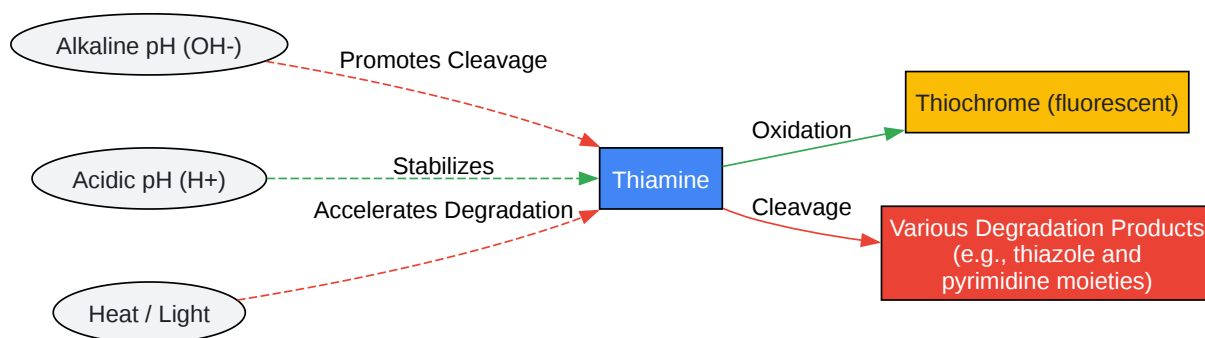 Alkaline pH (OH-)
Promotes Cleavage
Thiochrome (fluorescent)
Oxidation
Acidic pH (H+)
Stabilizes
Thiamine
Accelerates Degradation
Cleavage
Various Degradation Products
(e.g., thiazole and
pyrimidine moieties)
Heat / Light